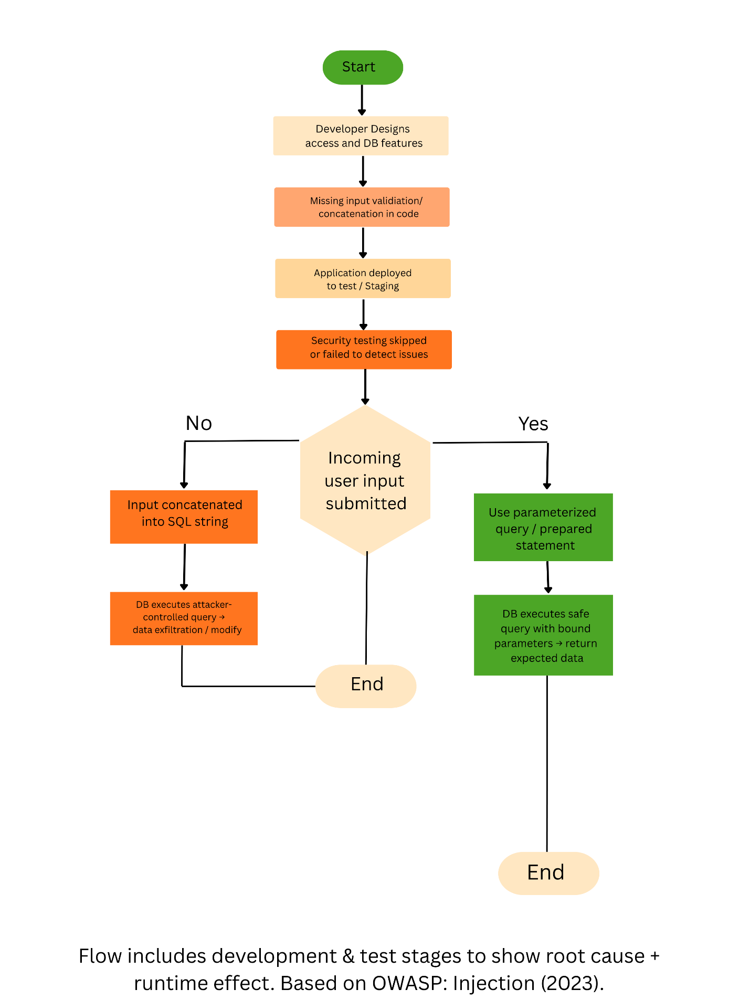 Start
Developer Designs
access and DB features
Missing input validiation/
concatenation in code
Application deployed
to test / Staging
Security testing skipped
or failed to detect issues
No
Yes
Incoming
user input
submitted
Input concatenated
into SQL string
Use parameterized
query / prepared
statement
DB executes attacker-
controlled query →
data exfiltration / modify
DB executes safe
query with bound
parameters → return
expected data
End
End
Flow includes development & test stages to show root cause +
runtime effect. Based on OWASP: Injection (2023).